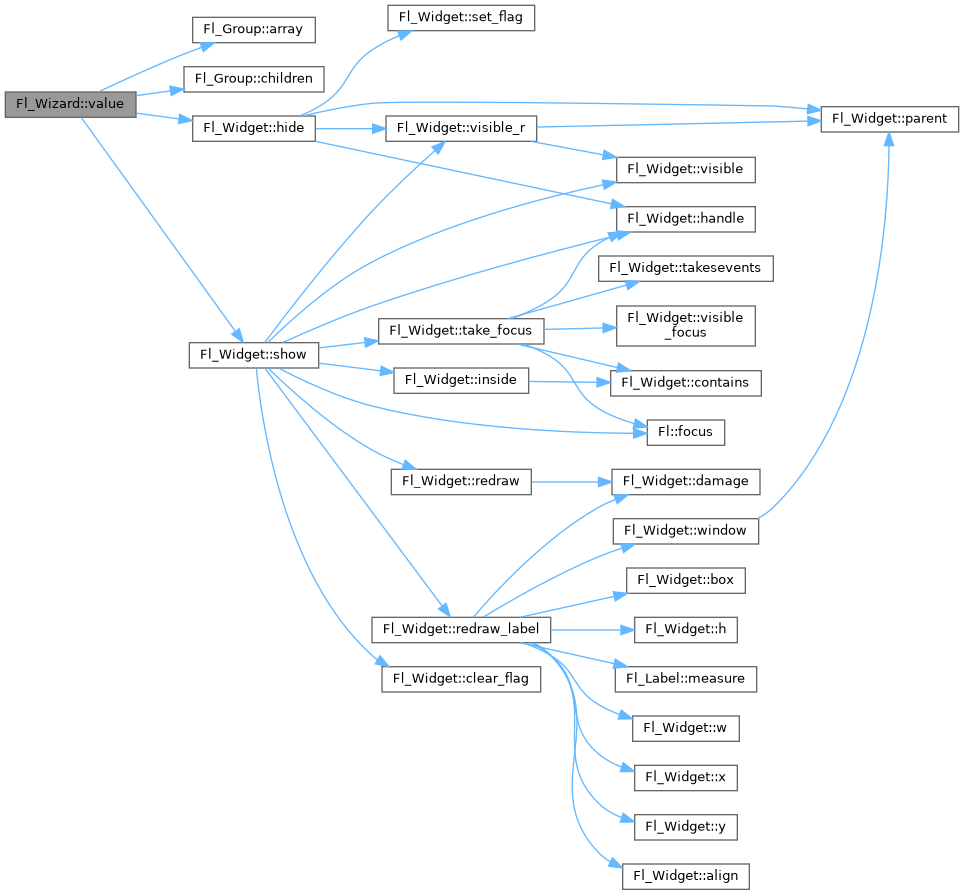 Fl_Wizard::value
Fl_Group::array
Fl_Group::children
Fl_Widget::hide
Fl_Widget::show
Fl_Widget::set_flag
Fl_Widget::visible_r
Fl_Widget::take_focus
Fl_Widget::inside
Fl_Widget::redraw
Fl_Widget::redraw_label
Fl_Widget::clear_flag
Fl_Widget::visible
Fl_Widget::handle
Fl_Widget::takesevents
Fl_Widget::visible
_focus
Fl_Widget::contains
Fl::focus
Fl_Widget::damage
Fl_Widget::window
Fl_Widget::box
Fl_Widget::h
Fl_Label::measure
Fl_Widget::w
Fl_Widget::x
Fl_Widget::y
Fl_Widget::align
Fl_Widget::parent